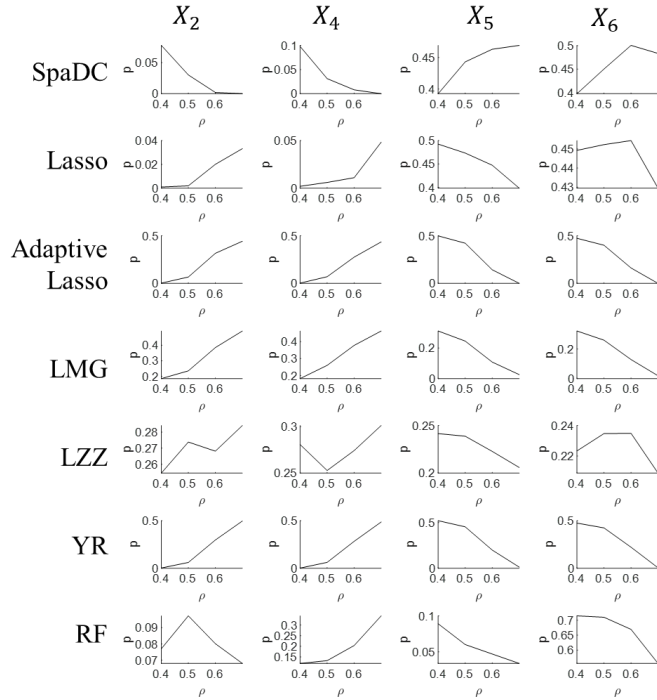 X₂ X₄ X₅ X₆
SpaDC
p 0.05 0 0.4 0.5 0.6 ρ
p 0.1 0.05 0 0.4 0.5 0.6 ρ
p 0.45 0.4 0.4 0.5 0.6 ρ
p 0.5 0.45 0.4 0.4 0.5 0.6 ρ
Lasso
p 0.04 0.02 0 0.4 0.5 0.6 ρ
p 0.05 0 0.4 0.5 0.6 ρ
p 0.5 0.45 0.4 0.4 0.5 0.6 ρ
p 0.45 0.44 0.43 0.4 0.5 0.6 ρ
Adaptive
Lasso
p 0.5 0 0.4 0.5 0.6 ρ
p 0.5 0 0.4 0.5 0.6 ρ
p 0.5 0 0.4 0.5 0.6 ρ
p 0.5 0 0.4 0.5 0.6 ρ
LMG
p 0.4 0.3 0.2 0.4 0.5 0.6 ρ
p 0.4 0.3 0.2 0.4 0.5 0.6 ρ
p 0.2 0 0.4 0.5 0.6 ρ
p 0.2 0 0.4 0.5 0.6 ρ
LZZ
p 0.28 0.27 0.26 0.4 0.5 0.6 ρ
p 0.3 0.25 0.4 0.5 0.6 ρ
p 0.25 0.2 0.4 0.5 0.6 ρ
p 0.24 0.22 0.4 0.5 0.6 ρ
YR
p 0.5 0 0.4 0.5 0.6 ρ
p 0.5 0 0.4 0.5 0.6 ρ
p 0.5 0 0.4 0.5 0.6 ρ
p 0.5 0 0.4 0.5 0.6 ρ
RF
p 0.09 0.08 0.07 0.4 0.5 0.6 ρ
p 0.3 0.25 0.2 0.15 0.4 0.5 0.6 ρ
p 0.1 0.05 0.4 0.5 0.6 ρ
p 0.7 0.65 0.6 0.4 0.5 0.6 ρ